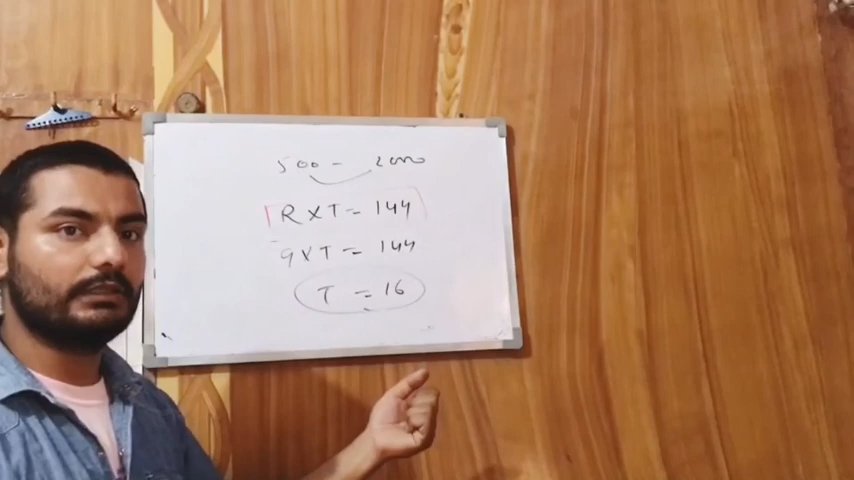 500 - 2000
R × T = 144
9 × T = 144
T = 16